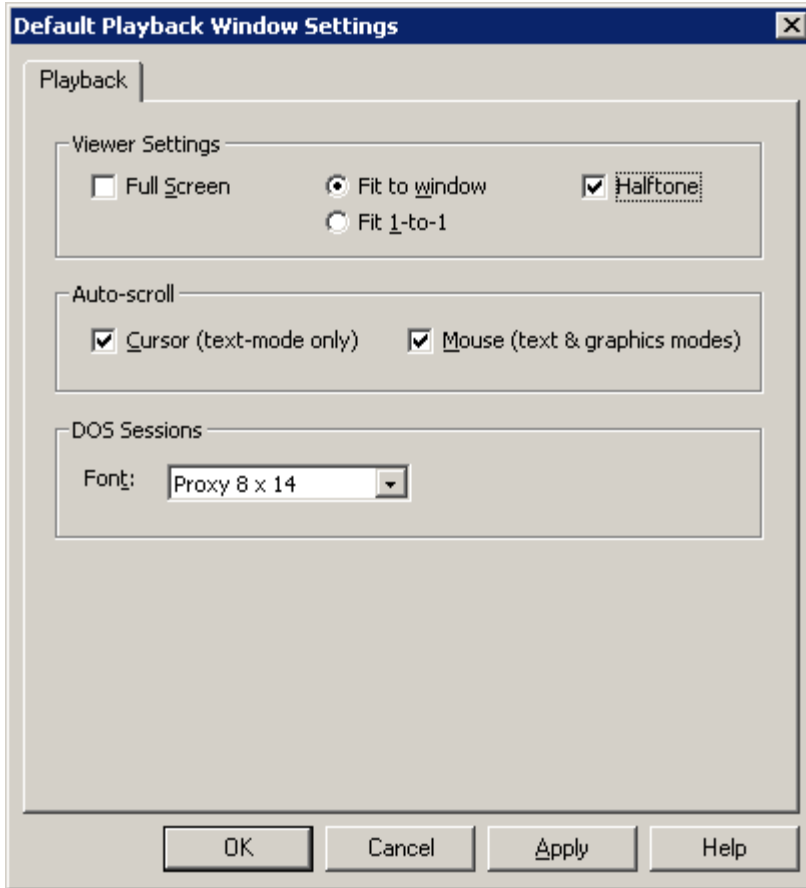 Default Playback Window Settings
Playback
Viewer Settings
Full Screen
Fit to window
Halftone
Fit 1-to-1
Auto-scroll
Cursor (text-mode only)
Mouse (text & graphics modes)
DOS Sessions
Font:
Proxy 8 x 14
OK
Cancel
Apply
Help